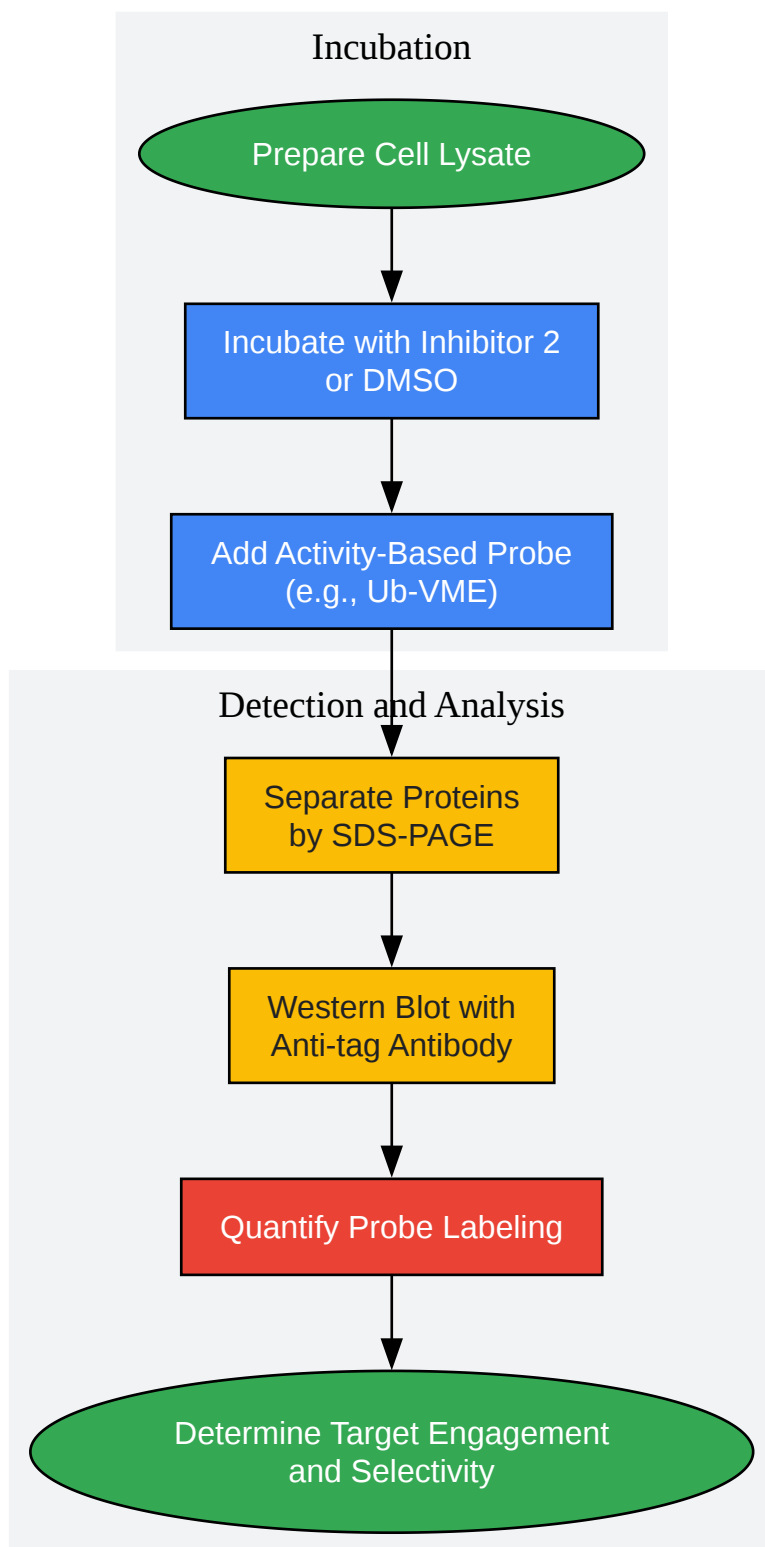 Incubation
Prepare Cell Lysate
Incubate with Inhibitor 2
or DMSO
Add Activity-Based Probe
(e.g., Ub-VME)
Detection and Analysis
Separate Proteins
by SDS-PAGE
Western Blot with
Anti-tag Antibody
Quantify Probe Labeling
Determine Target Engagement
and Selectivity